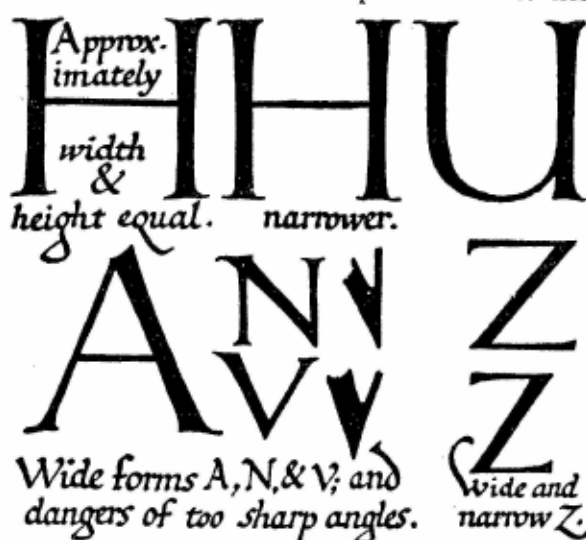 H H U
Approx-
imately
width
&
height equal. narrower.
A N Z
V Z
Wide forms A, N, & V; and
dangers of too sharp angles.
wide and
narrow Z.